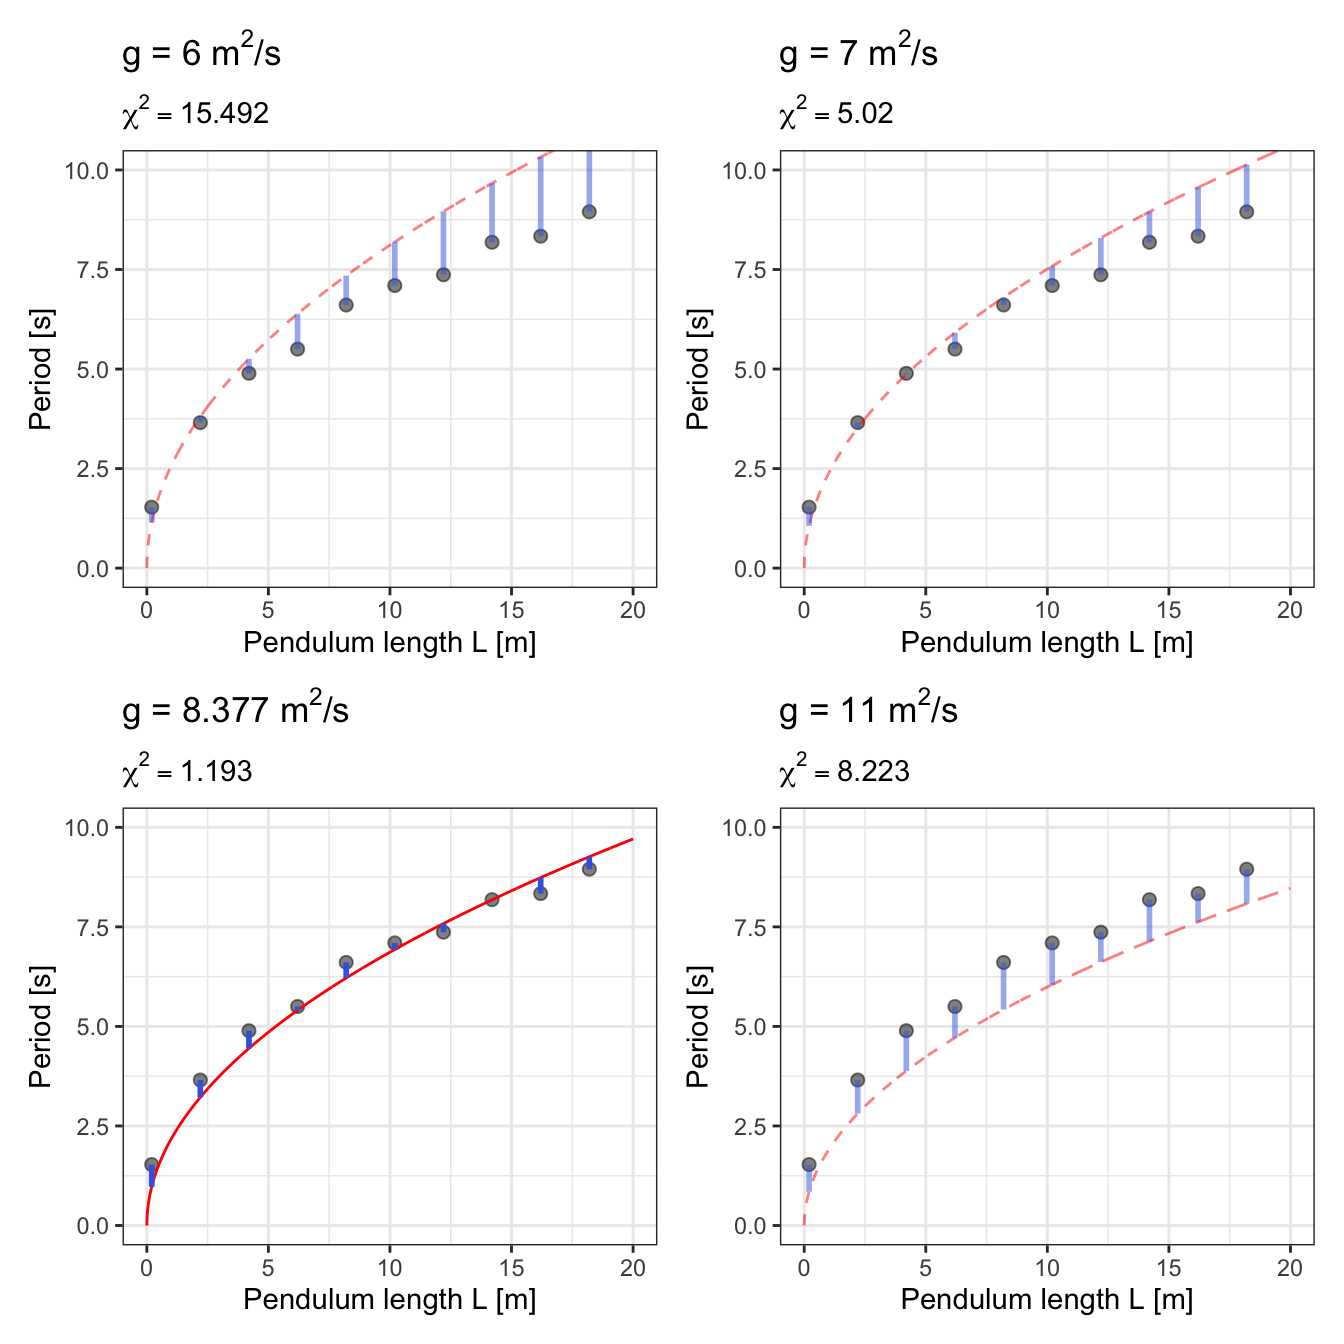 g = 6 m²/s
χ² = 15.492
10.0
7.5
5.0
2.5
0.0
Period [s]
0 5 10 15 20
Pendulum length L [m]
g = 7 m²/s
χ² = 5.02
10.0
7.5
5.0
2.5
0.0
Period [s]
0 5 10 15 20
Pendulum length L [m]
g = 8.377 m²/s
χ² = 1.193
10.0
7.5
5.0
2.5
0.0
Period [s]
0 5 10 15 20
Pendulum length L [m]
g = 11 m²/s
χ² = 8.223
10.0
7.5
5.0
2.5
0.0
Period [s]
0 5 10 15 20
Pendulum length L [m]